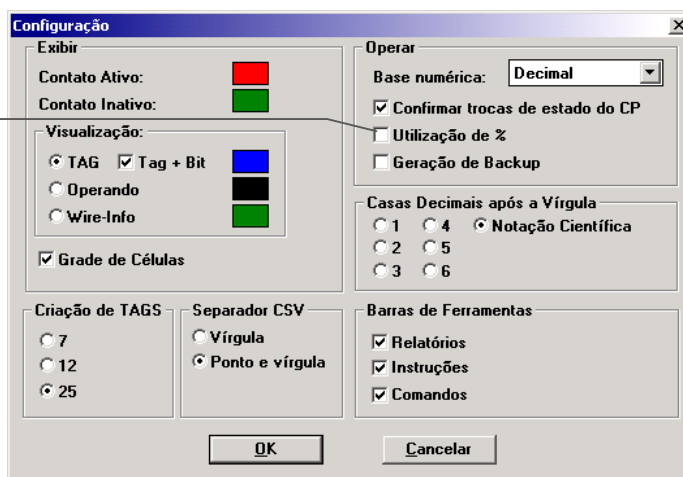 Configuração
Exibir
Contato Ativo:
Contato Inativo:
Visualização:
TAG Tag + Bit
Operando
Wire-Info
Grade de Células
Operar
Base numérica: Decimal
Confirmar trocas de estado do CP
Utilização de %
Geração de Backup
Casas Decimais após a Vírgula
1 4 Notação Científica
2 5
3 6
Criação de TAGS
7
12
25
Separador CSV
Vírgula
Ponto e vírgula
Barras de Ferramentas
Relatórios
Instruções
Comandos
OK Cancelar